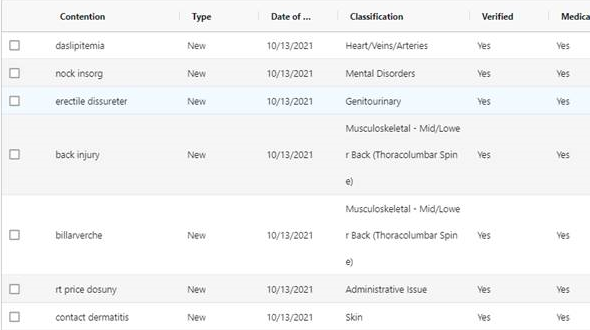 Contention Type Date of ... Classification Verified Medica
daslipitemia New 10/13/2021 Heart/Veins/Arteries Yes Yes
nock insorg New 10/13/2021 Mental Disorders Yes Yes
erectile dissureter New 10/13/2021 Genitourinary Yes Yes
Musculoskeletal - Mid/Lowe
back injury New 10/13/2021 r Back (Thoracolumbar Spin Yes Yes
e)
Musculoskeletal - Mid/Lowe
billarverche New 10/13/2021 r Back (Thoracolumbar Spin Yes Yes
e)
rt price dosuny New 10/13/2021 Administrative Issue Yes Yes
contact dermatitis New 10/13/2021 Skin Yes Yes